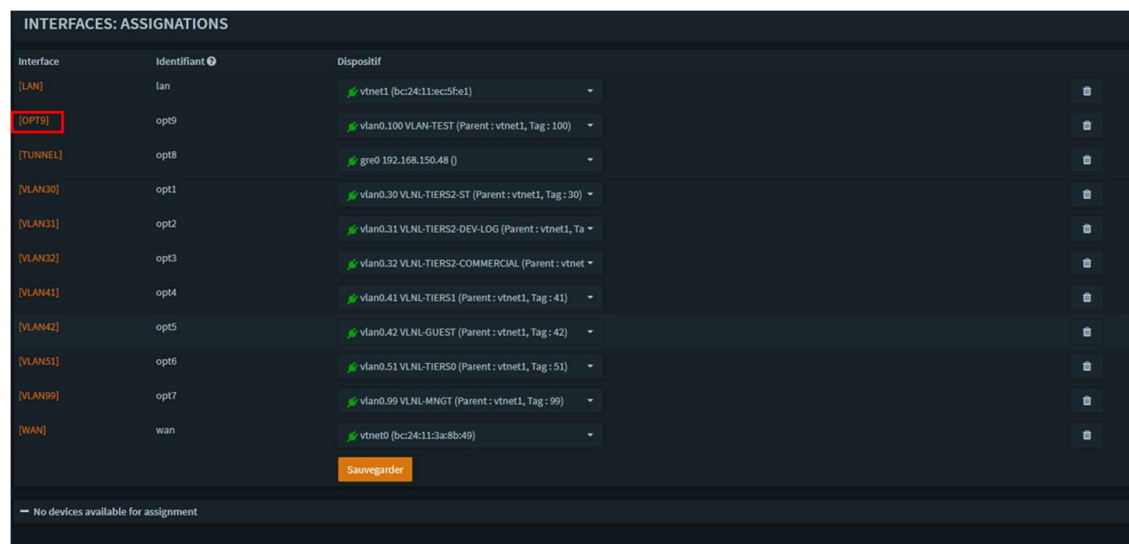 INTERFACES: ASSIGNATIONS
Interface Identifiant Dispositif
[LAN] lan vtnet1 (bc:24:11:ec:5f:e1)
[OPT9] opt9 vlan0.100 VLAN-TEST (Parent : vtnet1, Tag : 100)
[TUNNEL] opt8 gre0 192.168.150.48 ()
[VLAN30] opt1 vlan0.30 VLNL-TIERS2-ST (Parent : vtnet1, Tag : 30)
[VLAN31] opt2 vlan0.31 VLNL-TIERS2-DEV-LOG (Parent : vtnet1, Ta
[VLAN32] opt3 vlan0.32 VLNL-TIERS2-COMMERCIAL (Parent : vtnet
[VLAN41] opt4 vlan0.41 VLNL-TIERS1 (Parent : vtnet1, Tag : 41)
[VLAN42] opt5 vlan0.42 VLNL-GUEST (Parent : vtnet1, Tag : 42)
[VLAN51] opt6 vlan0.51 VLNL-TIERS0 (Parent : vtnet1, Tag : 51)
[VLAN99] opt7 vlan0.99 VLNL-MNGT (Parent : vtnet1, Tag : 99)
[WAN] wan vtnet0 (bc:24:11:3a:8b:49)
Sauvegarder
No devices available for assignment